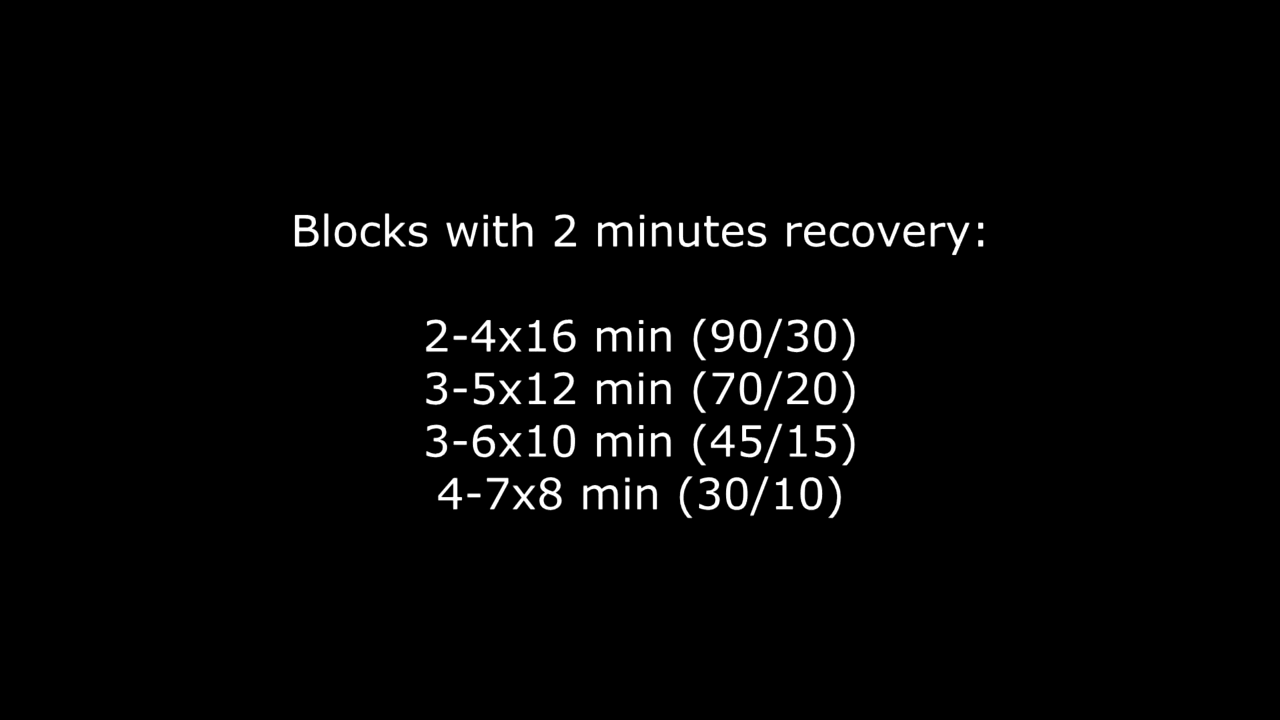 Blocks with 2 minutes recovery:
2-4x16 min (90/30)
3-5x12 min (70/20)
3-6x10 min (45/15)
4-7x8 min (30/10)